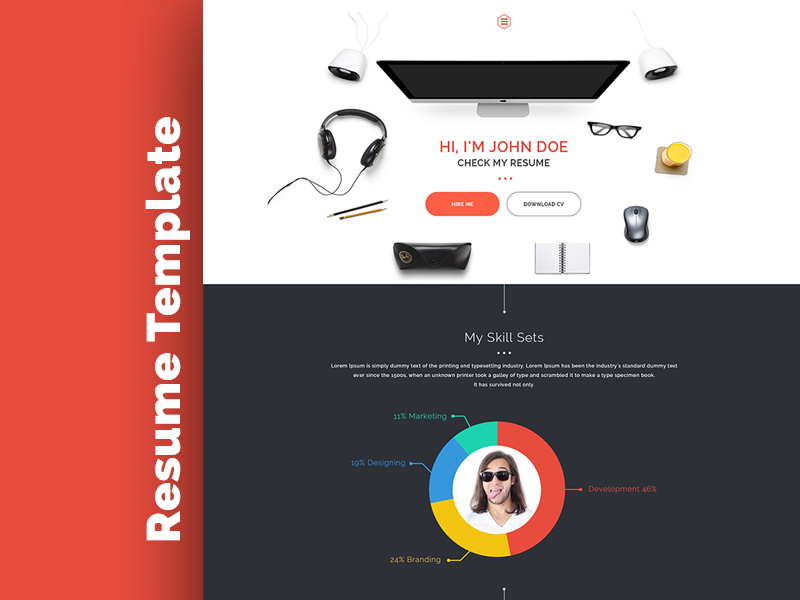 Resume Template
HI, I'M JOHN DOE
CHECK MY RESUME
HIRE ME
DOWNLOAD CV
My Skill Sets
Lorem Ipsum is simply dummy text of the printing and typesetting industry. Lorem Ipsum has been the industry's standard dummy text
ever since the 1500s, when an unknown printer took a galley of type and scrambled it to make a type specimen book.
It has survived not only.
11% Marketing
19% Designing
Development 46%
24% Branding